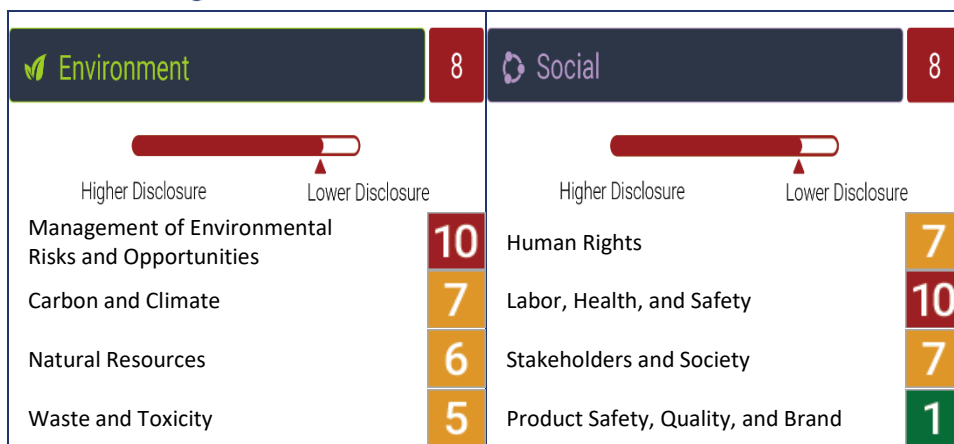 Environment
8
Higher Disclosure
Lower Disclosure
Management of Environmental
Risks and Opportunities
10
Carbon and Climate
7
Natural Resources
6
Waste and Toxicity
5
Social
8
Higher Disclosure
Lower Disclosure
Human Rights
7
Labor, Health, and Safety
10
Stakeholders and Society
7
Product Safety, Quality, and Brand
1